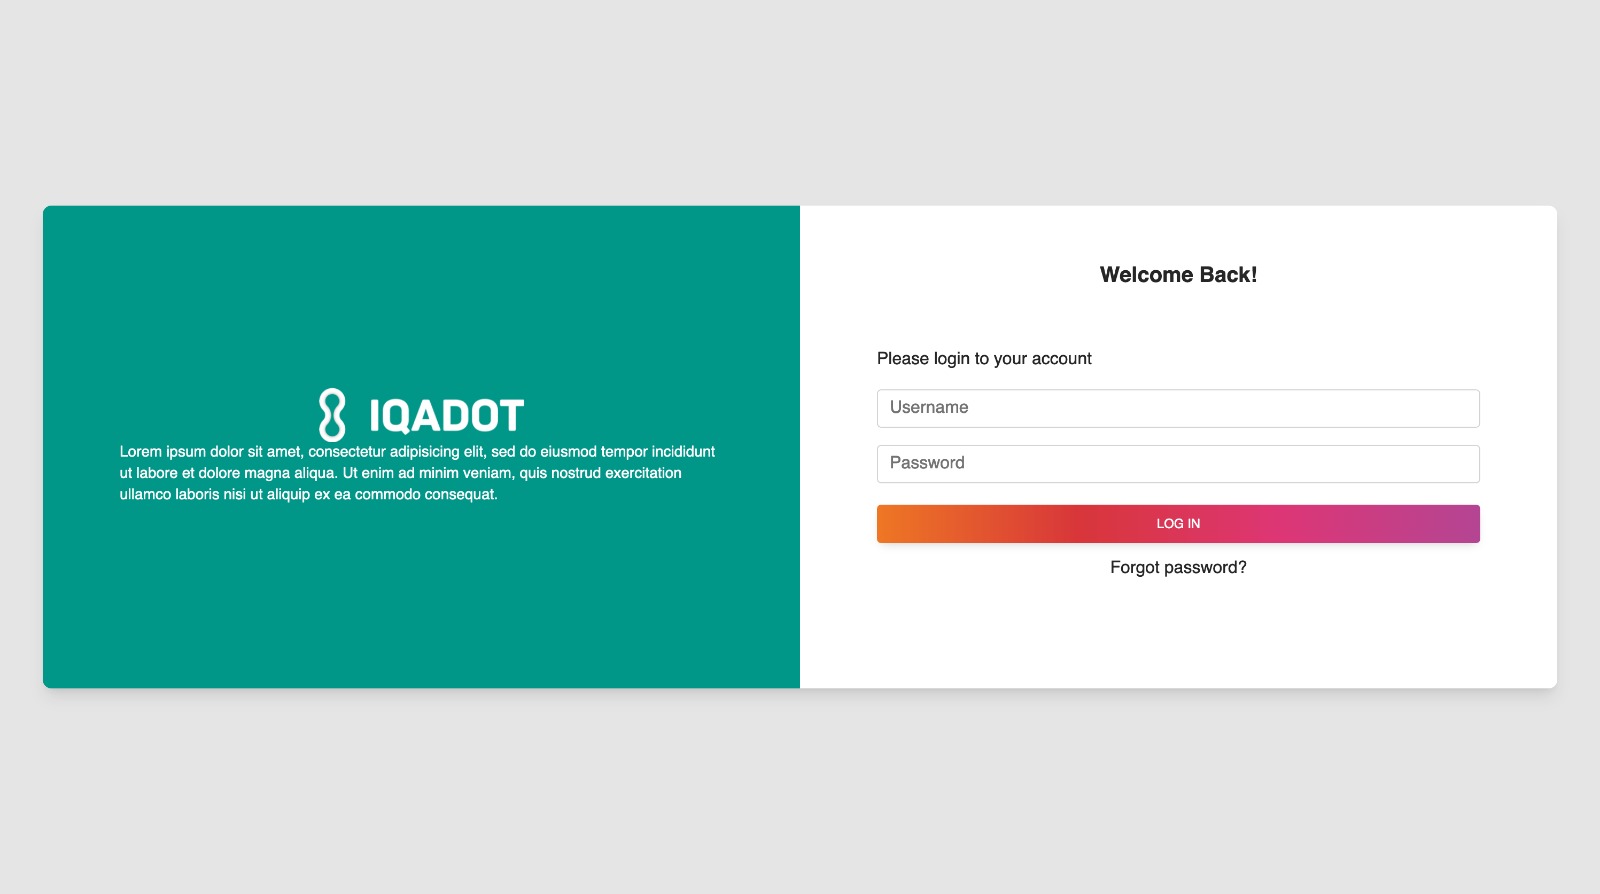 IQADOT
Lorem ipsum dolor sit amet, consectetur adipisicing elit, sed do eiusmod tempor incididunt
ut labore et dolore magna aliqua. Ut enim ad minim veniam, quis nostrud exercitation
ullamco laboris nisi ut aliquip ex ea commodo consequat.
Welcome Back!
Please login to your account
Username
Password
LOG IN
Forgot password?